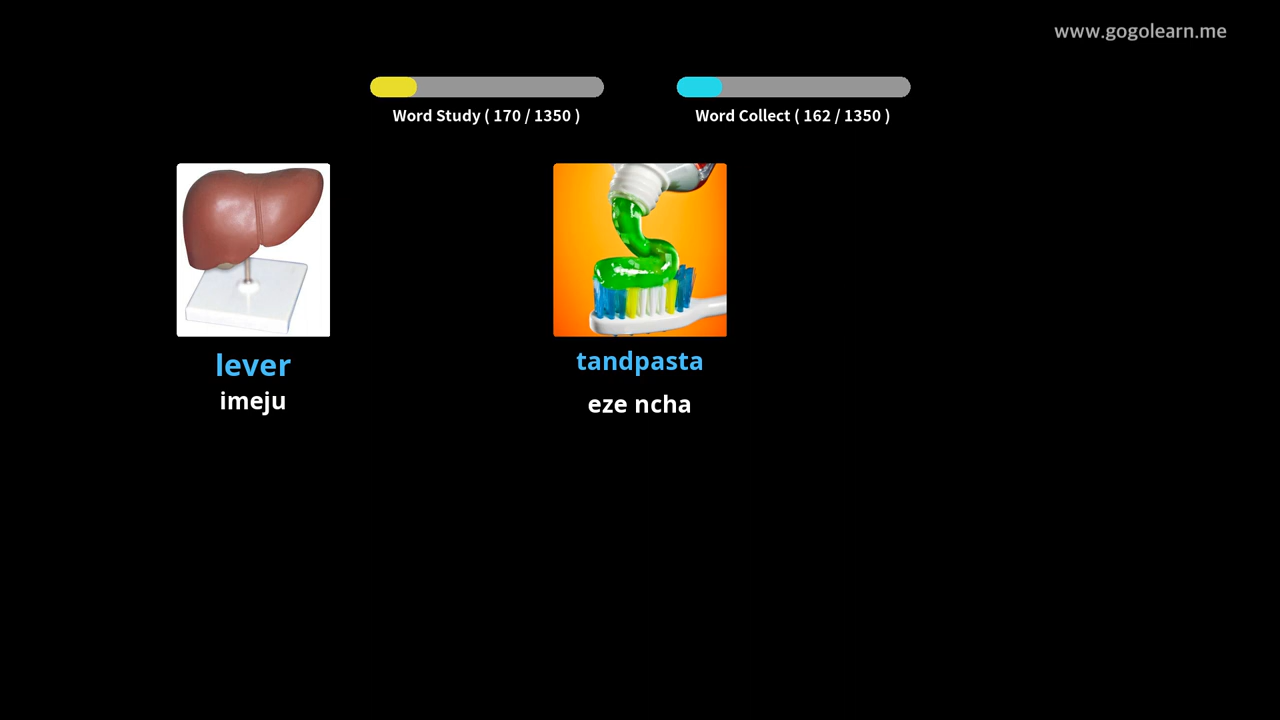 www.gogolearn.me
Word Study ( 170 / 1350 )
Word Collect ( 162 / 1350 )
lever
imeju
tandpasta
eze ncha